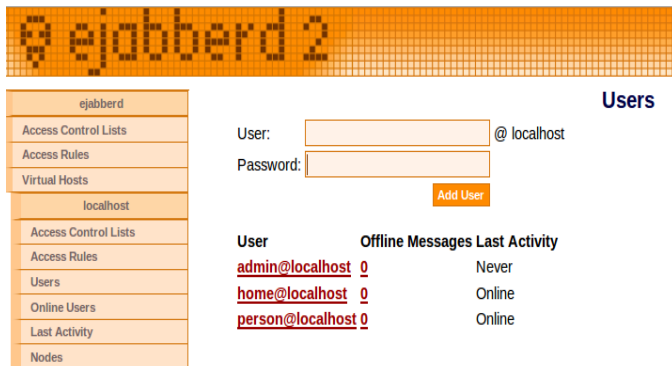 ejabberd 2
ejabberd
Access Control Lists
Access Rules
Virtual Hosts
localhost
Access Control Lists
Access Rules
Users
Online Users
Last Activity
Nodes
Users
User: @ localhost
Password:
Add User
User Offline Messages Last Activity
admin@localhost 0 Never
home@localhost 0 Online
person@localhost 0 Online